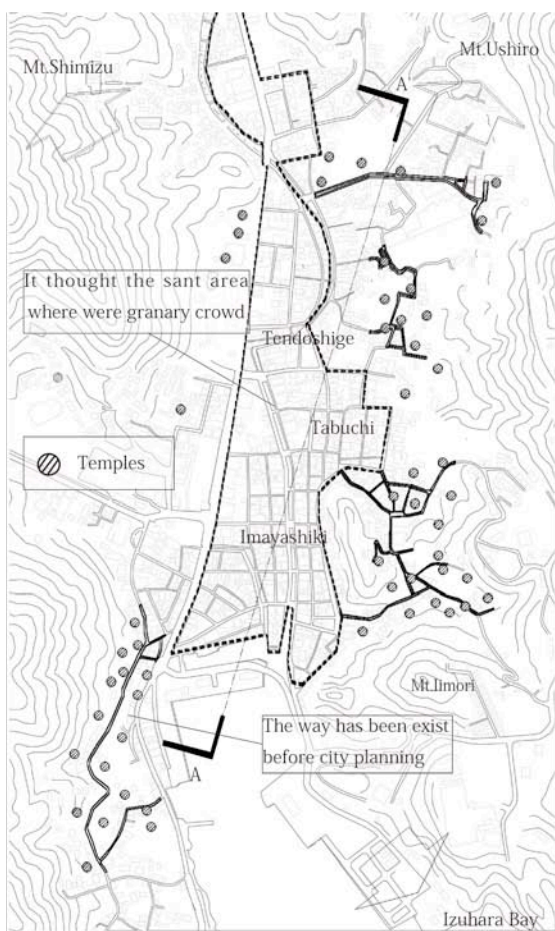 Mt.Shimizu
Mt.Ushiro
A
It thought the sant area
where were granary crowd
Tendoshige
Tabuchi
Temples
Imayashiki
Mt.Iimori
The way has been exist
before city planning
A
Izuhara Bay